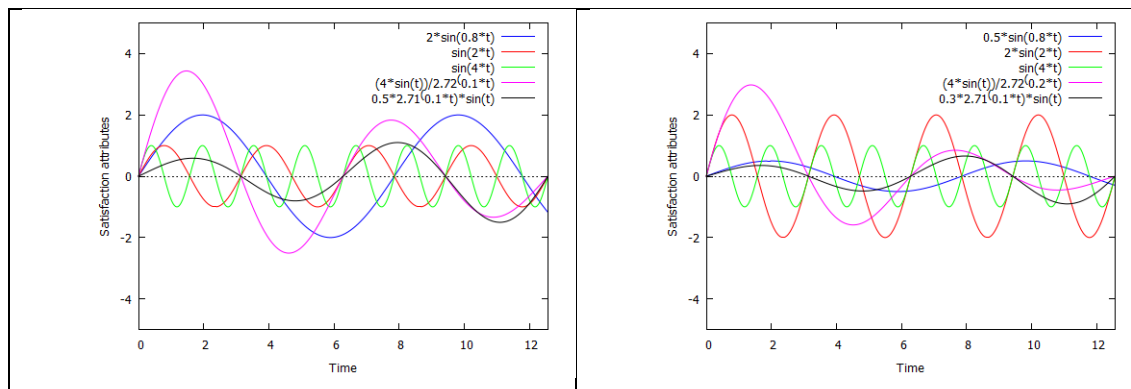 4
2
0
-2
-4
0 2 4 6 8 10 12
Satisfaction attributes
Time
2*sin(0.8*t)
sin(2*t)
sin(4*t)
(4*sin(t))/2.72(0.1*t)
0.5*2.71(0.1*t)*sin(t)
4
2
0
-2
-4
0 2 4 6 8 10 12
Satisfaction attributes
Time
0.5*sin(0.8*t)
2*sin(2*t)
sin(4*t)
(4*sin(t))/2.72(0.2*t)
0.3*2.71(0.1*t)*sin(t)